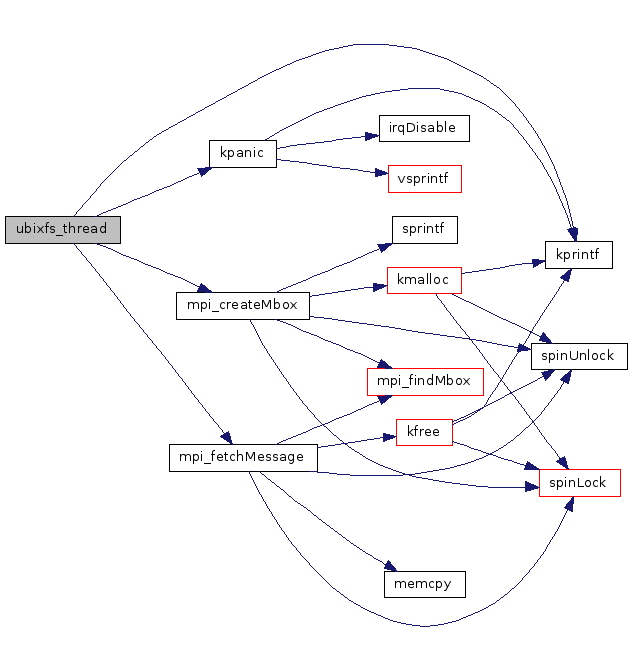 irqDisable
kpanic
vsprintf
ubixfs_thread
sprintf
kprintf
kmalloc
mpi_createMbox
spinUnlock
mpi_findMbox
kfree
mpi_fetchMessage
spinLock
memcpy